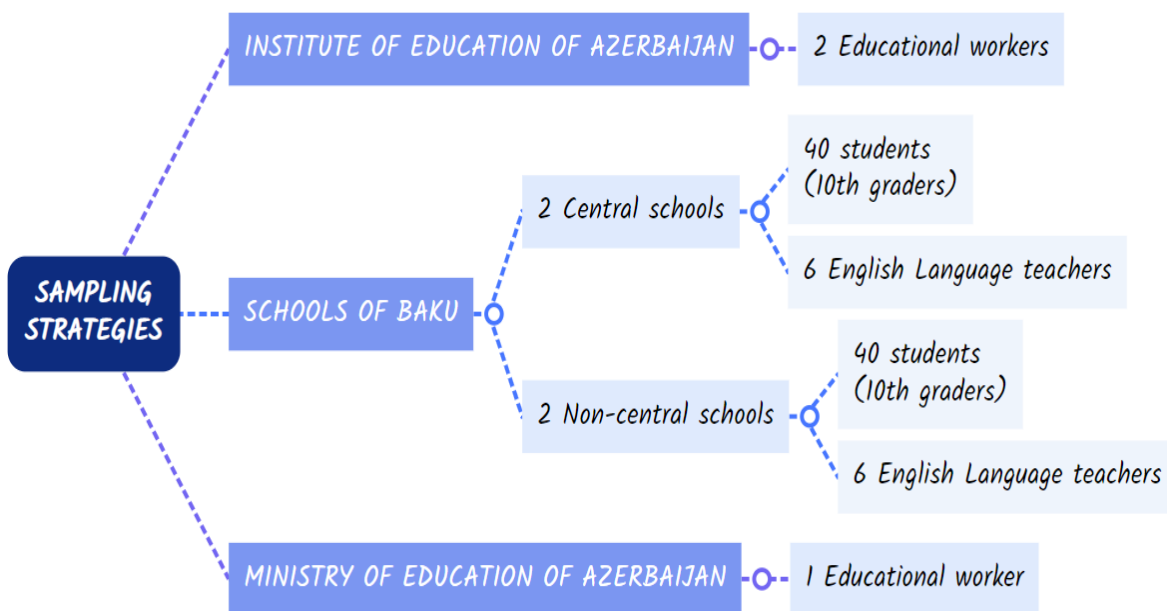 INSTITUTE OF EDUCATION OF AZERBAIJAN
2 Educational workers
SAMPLING
STRATEGIES
SCHOOLS OF BAKU
2 Central schools
40 students
(10th graders)
6 English Language teachers
2 Non-central schools
40 students
(10th graders)
6 English Language teachers
MINISTRY OF EDUCATION OF AZERBAIJAN
1 Educational worker